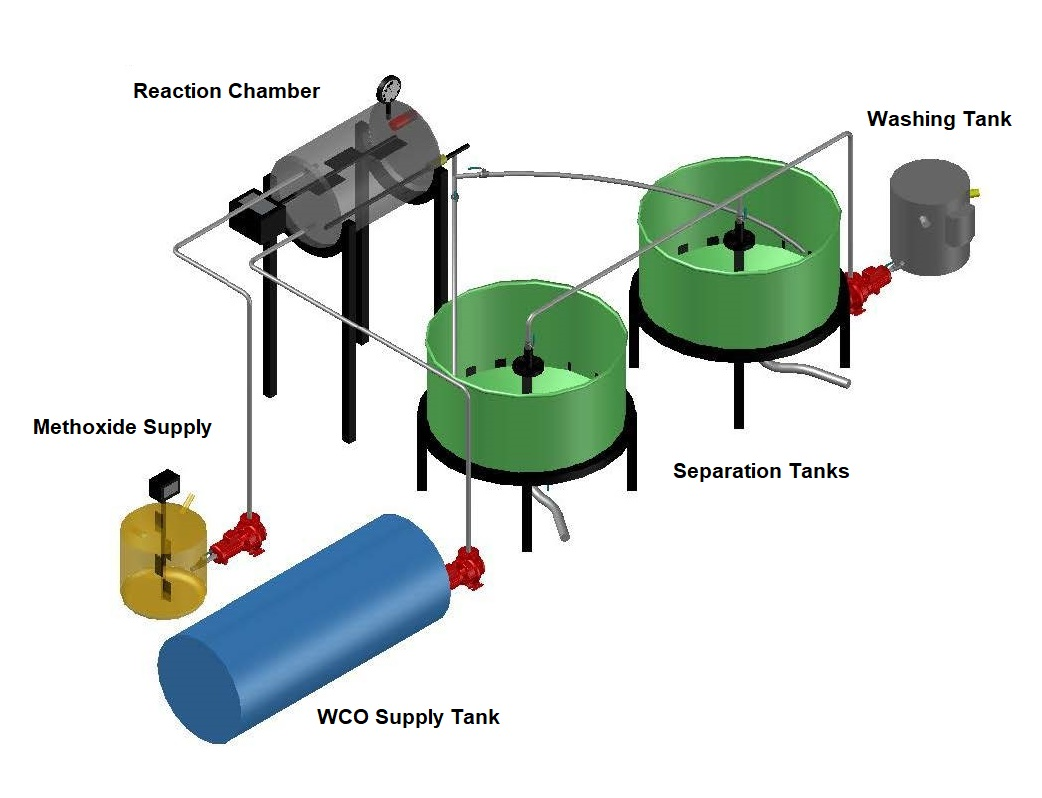 Reaction Chamber
Washing Tank
Methoxide Supply
Separation Tanks
WCO Supply Tank